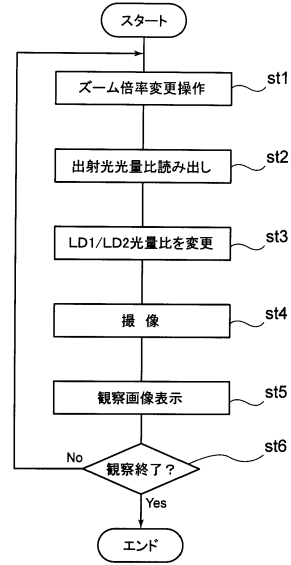 スタート
ズーム倍率変更操作
st1
出射光光量比読み出し
st2
LD1/LD2光量比を変更
st3
撮 像
st4
観察画像表示
st5
観察終了？
st6
No
Yes
エンド